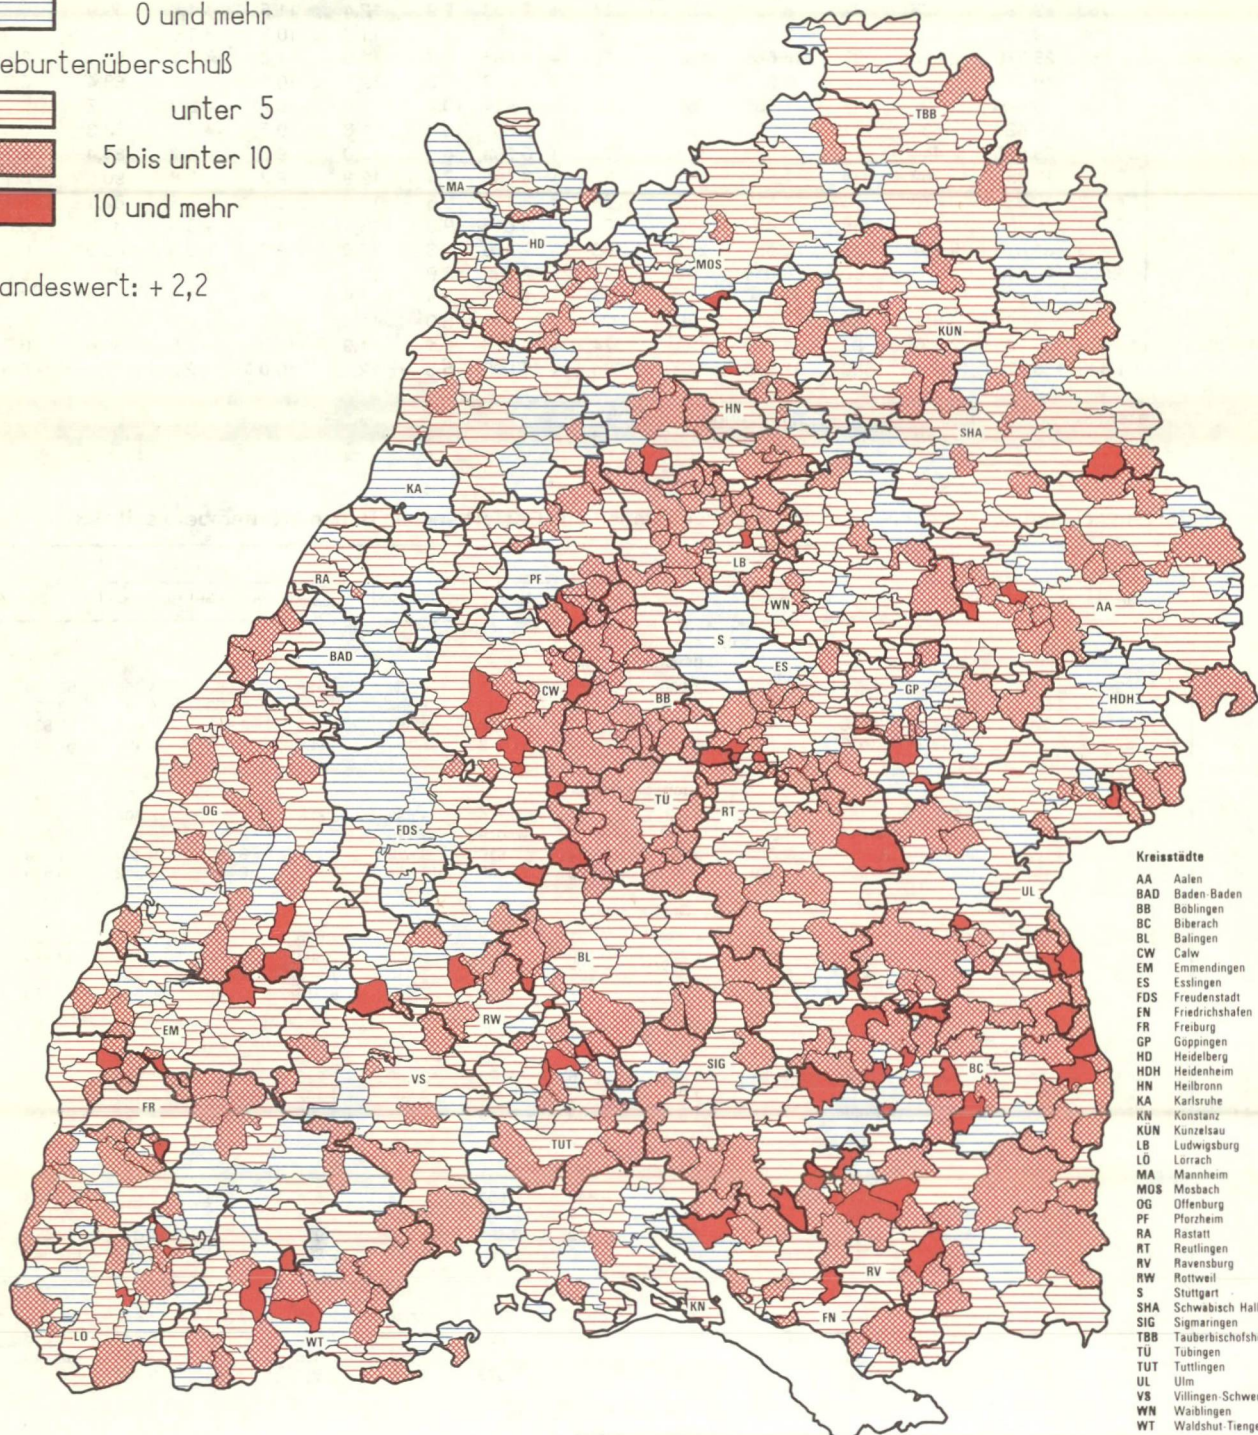 0 und mehr
eburtenüberschuß
unter 5
5 bis unter 10
10 und mehr
andeswert: + 2,2
TBB
MA
HD
MOS
KÜN
HN
SHA
KA
LB
RA
PF
WN
AA
S
BAD
ES
CW
BB
GP
HDH
OG
TÜ
RT
FDS
UL
BL
RW
EM
SIG
BC
VS
FR
TUT
RV
KN
FN
LÖ
WT
Kreisstädte
AA Aalen
BAD Baden-Baden
BB Böblingen
BC Biberach
BL Balingen
CW Calw
EM Emmendingen
ES Esslingen
FDS Freudenstadt
FN Friedrichshafen
FR Freiburg
GP Göppingen
HD Heidelberg
HDH Heidenheim
HN Heilbronn
KA Karlsruhe
KN Konstanz
KÜN Künzelsau
LB Ludwigsburg
LÖ Lörrach
MA Mannheim
MOS Mosbach
OG Offenburg
PF Pforzheim
RA Rastatt
RT Reutlingen
RV Ravensburg
RW Rottweil
S Stuttgart
SHA Schwäbisch Hall
SIG Sigmaringen
TBB Tauberbischofshe
TÜ Tübingen
TUT Tuttlingen
UL Ulm
VS Villingen-Schwen
WN Waiblingen
WT Waldshut-Tienge